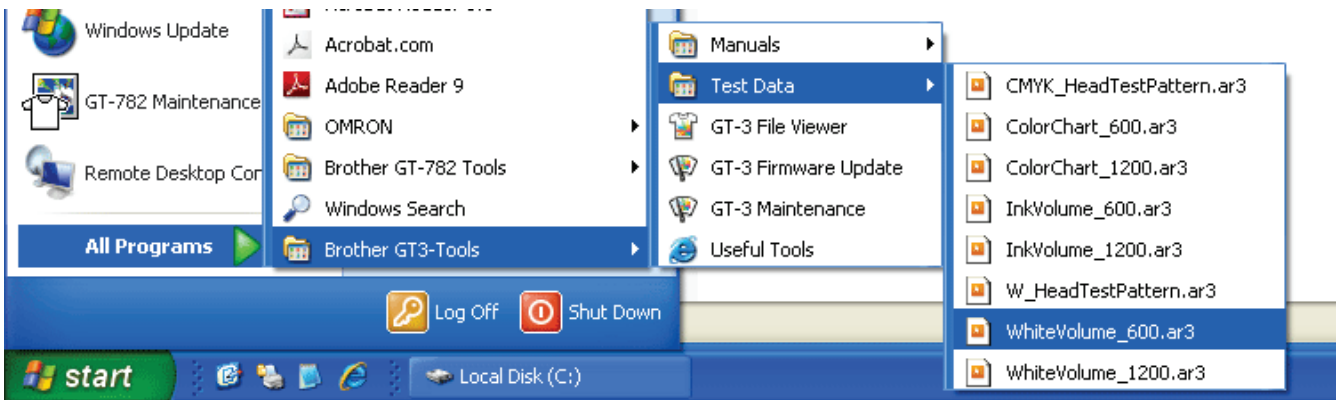 Windows Update
GT-782 Maintenance
Remote Desktop Cor
All Programs
Acrobat.com
Adobe Reader 9
OMRON
Brother GT-782 Tools
Windows Search
Brother GT3-Tools
Manuals
Test Data
GT-3 File Viewer
GT-3 Firmware Update
GT-3 Maintenance
Useful Tools
CMYK_HeadTestPattern.ar3
ColorChart_600.ar3
ColorChart_1200.ar3
InkVolume_600.ar3
InkVolume_1200.ar3
W_HeadTestPattern.ar3
WhiteVolume_600.ar3
WhiteVolume_1200.ar3
Log Off
Shut Down
start
Local Disk (C:)